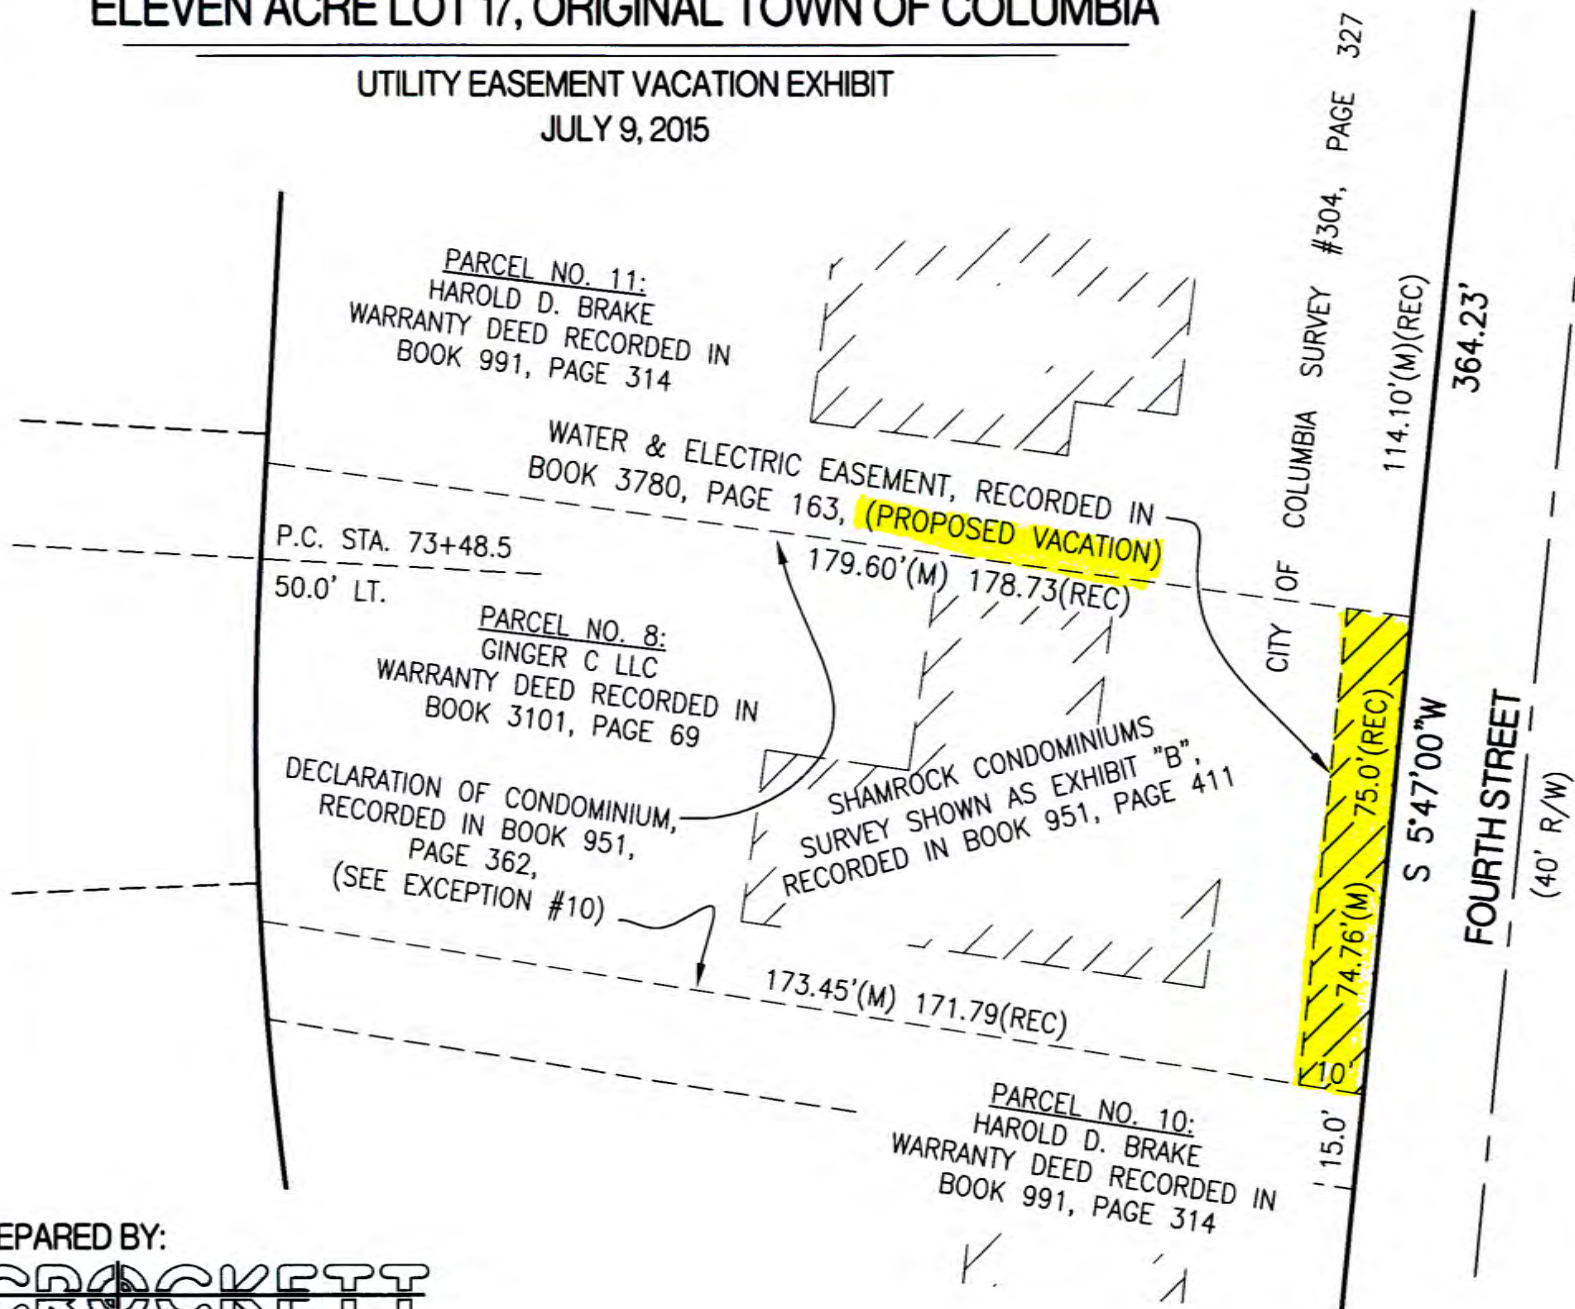 ELEVEN ACRE LOT 17, ORIGINAL TOWN OF COLUMBIA
UTILITY EASEMENT VACATION EXHIBIT
JULY 9, 2015
PARCEL NO. 11:
HAROLD D. BRAKE
WARRANTY DEED RECORDED IN
BOOK 991, PAGE 314
WATER & ELECTRIC EASEMENT, RECORDED IN
BOOK 3780, PAGE 163, (PROPOSED VACATION)
179.60'(M) 178.73(REC)
P.C. STA. 73+48.5
50.0' LT.
PARCEL NO. 8:
GINGER C LLC
WARRANTY DEED RECORDED IN
BOOK 3101, PAGE 69
DECLARATION OF CONDOMINIUM,
RECORDED IN BOOK 951,
PAGE 362,
(SEE EXCEPTION #10)
SHAMROCK CONDOMINIUMS
SURVEY SHOWN AS EXHIBIT "B",
RECORDED IN BOOK 951, PAGE 411
173.45'(M) 171.79(REC)
PARCEL NO. 10:
HAROLD D. BRAKE
WARRANTY DEED RECORDED IN
BOOK 991, PAGE 314
CITY OF COLUMBIA SURVEY #304, PAGE 327
114.10'(M)(REC)
364.23'
74.76'(M) 75.0'(REC)
10'
15.0'
S 5°47'00"W
FOURTH STREET
(40' R/W)
EPARED BY:
CROCKETT